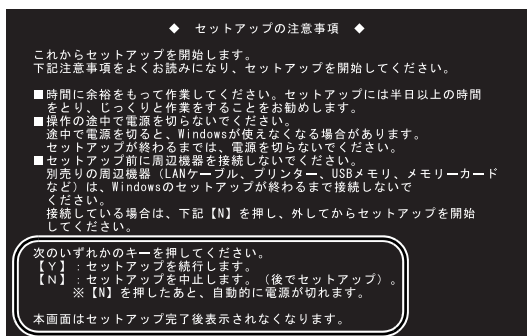 ◆ セットアップの注意事項 ◆
これからセットアップを開始します。
下記注意事項をよくお読みになり、セットアップを開始してください。
■時間に余裕をもって作業してください。セットアップには半日以上の時間
をとり、じっくりと作業をすることをお勧めします。
■操作の途中で電源を切らないでください。
途中で電源を切ると、Windowsが使えなくなる場合があります。
セットアップが終わるまでは、電源を切らないでください。
■セットアップ前に周辺機器を接続しないでください。
別売りの周辺機器（LANケーブル、プリンター、USBメモリ、メモリーカード
など）は、Windowsのセットアップが終わるまで接続しないで
ください。
接続している場合は、下記【N】を押し、外してからセットアップを開始
してください。
次のいずれかのキーを押してください。
【Y】：セットアップを続行します。
【N】：セットアップを中止します。（後でセットアップ）。
※【N】を押したあと、自動的に電源が切れます。
本画面はセットアップ完了後表示されなくなります。